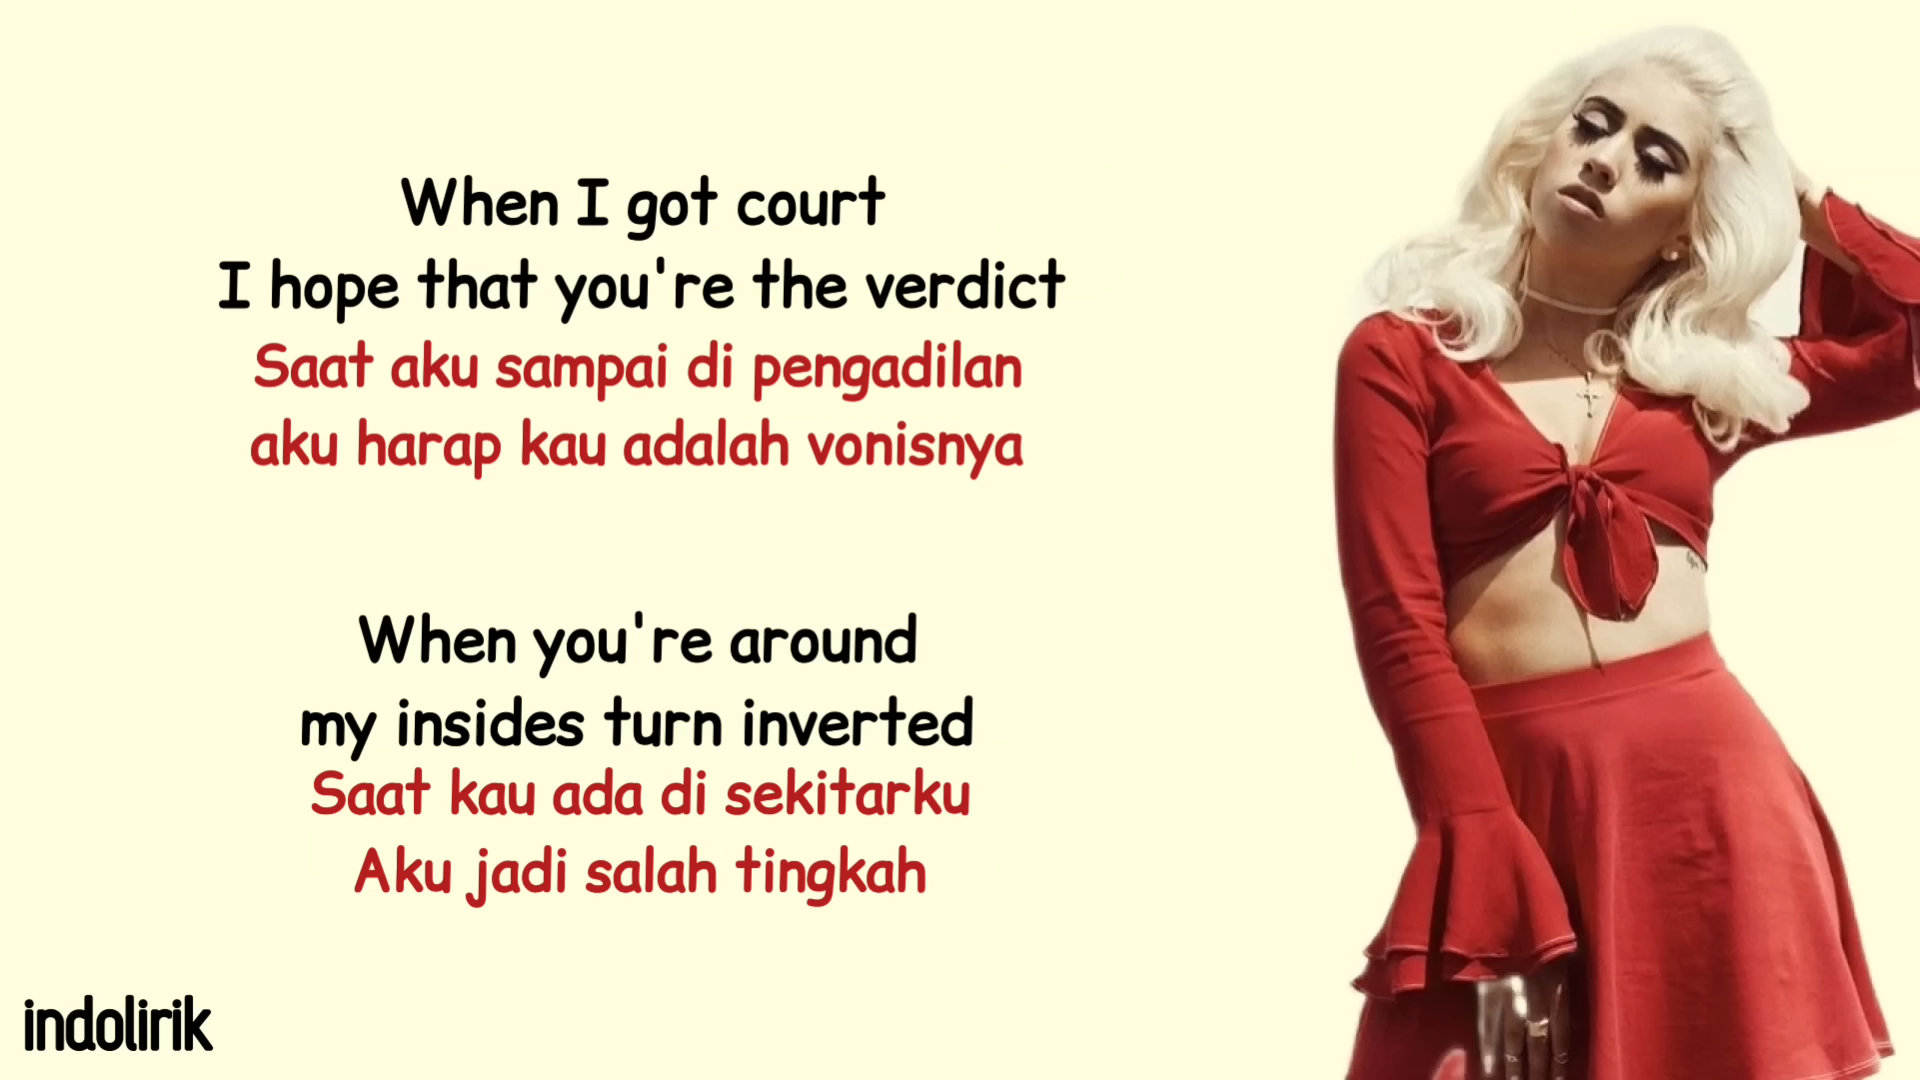 When I got court
I hope that you're the verdict
Saat aku sampai di pengadilan
aku harap kau adalah vonisnya
When you're around
my insides turn inverted
Saat kau ada di sekitarku
Aku jadi salah tingkah
indolirik